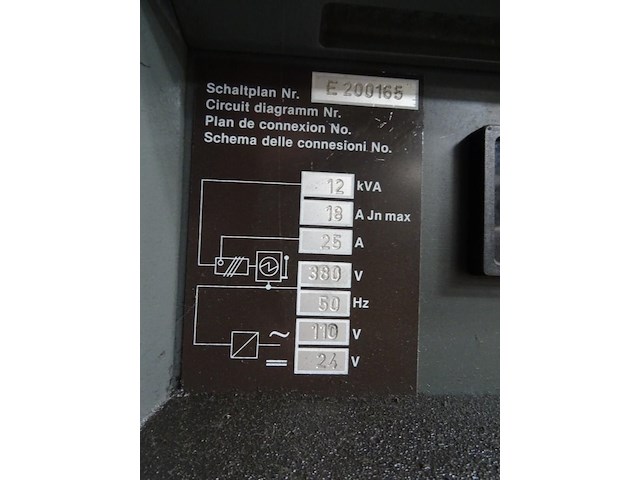 Schaltplan Nr. E 200165
Circuit diagramm Nr.
Plan de connexion No.
Schema delle connesioni No.
12 kVA
18 A Jn max
25 A
380 V
50 Hz
~ 110 V
= 24 V